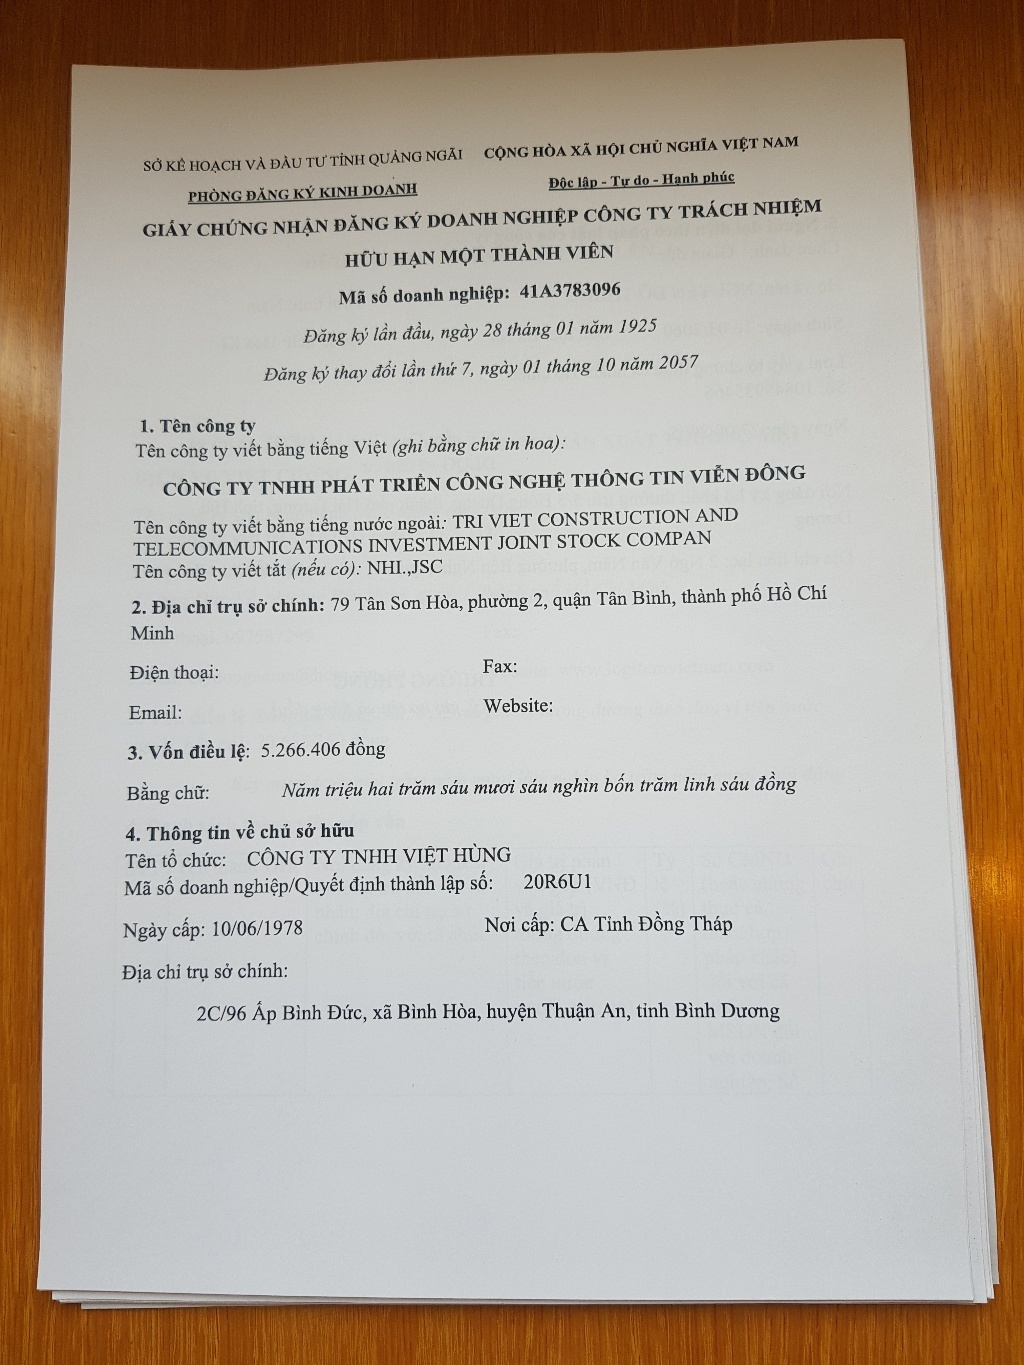 SỞ KẾ HOẠCH VÀ ĐẦU TƯ TỈNH QUẢNG NGÃI
CỘNG HÒA XÃ HỘI CHỦ NGHĨA VIỆT NAM
PHÒNG ĐĂNG KÝ KINH DOANH
Độc lập - Tự do - Hạnh phúc
GIẤY CHỨNG NHẬN ĐĂNG KÝ DOANH NGHIỆP CÔNG TY TRÁCH NHIỆM
HỮU HẠN MỘT THÀNH VIÊN
Mã số doanh nghiệp: 41A3783096
Đăng ký lần đầu, ngày 28 tháng 01 năm 1925
Đăng ký thay đổi lần thứ 7, ngày 01 tháng 10 năm 2057
1. Tên công ty
Tên công ty viết bằng tiếng Việt (ghi bằng chữ in hoa):
CÔNG TY TNHH PHÁT TRIỂN CÔNG NGHỆ THÔNG TIN VIỄN ĐÔNG
Tên công ty viết bằng tiếng nước ngoài: TRI VIET CONSTRUCTION AND
TELECOMMUNICATIONS INVESTMENT JOINT STOCK COMPAN
Tên công ty viết tắt (nếu có): NHI.,JSC
2. Địa chỉ trụ sở chính: 79 Tân Sơn Hòa, phường 2, quận Tân Bình, thành phố Hồ Chí
Minh
Điện thoại:
Fax:
Email:
Website:
3. Vốn điều lệ: 5.266.406 đồng
Bằng chữ: Năm triệu hai trăm sáu mươi sáu nghìn bốn trăm linh sáu đồng
4. Thông tin về chủ sở hữu
Tên tổ chức: CÔNG TY TNHH VIỆT HÙNG
Mã số doanh nghiệp/Quyết định thành lập số: 20R6U1
Ngày cấp: 10/06/1978
Nơi cấp: CA Tỉnh Đồng Tháp
Địa chỉ trụ sở chính:
2C/96 Ấp Bình Đức, xã Bình Hòa, huyện Thuận An, tỉnh Bình Dương